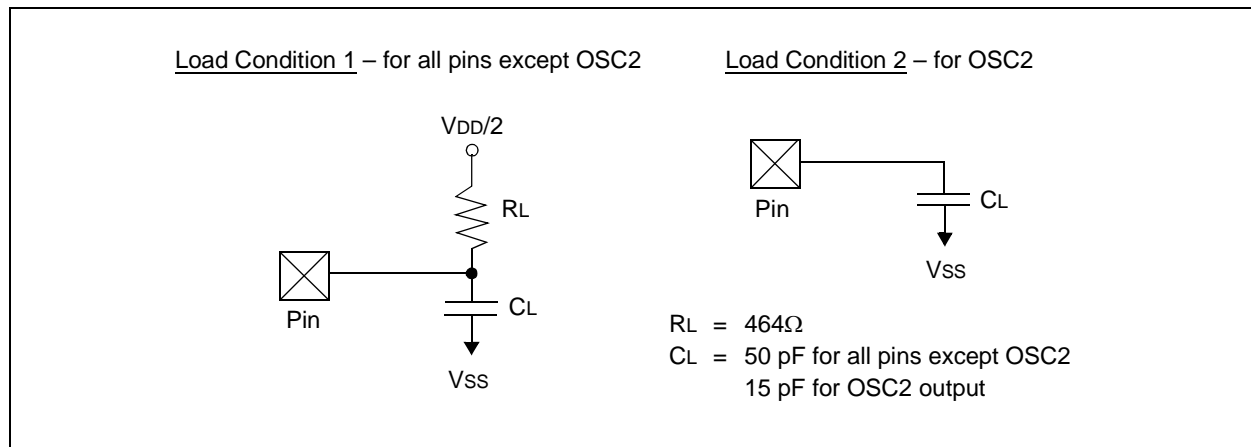 Load Condition 1 – for all pins except OSC2
VDD/2
RL
Pin
CL
VSS
Load Condition 2 – for OSC2
Pin
CL
VSS
RL = 464Ω
CL = 50 pF for all pins except OSC2
15 pF for OSC2 output